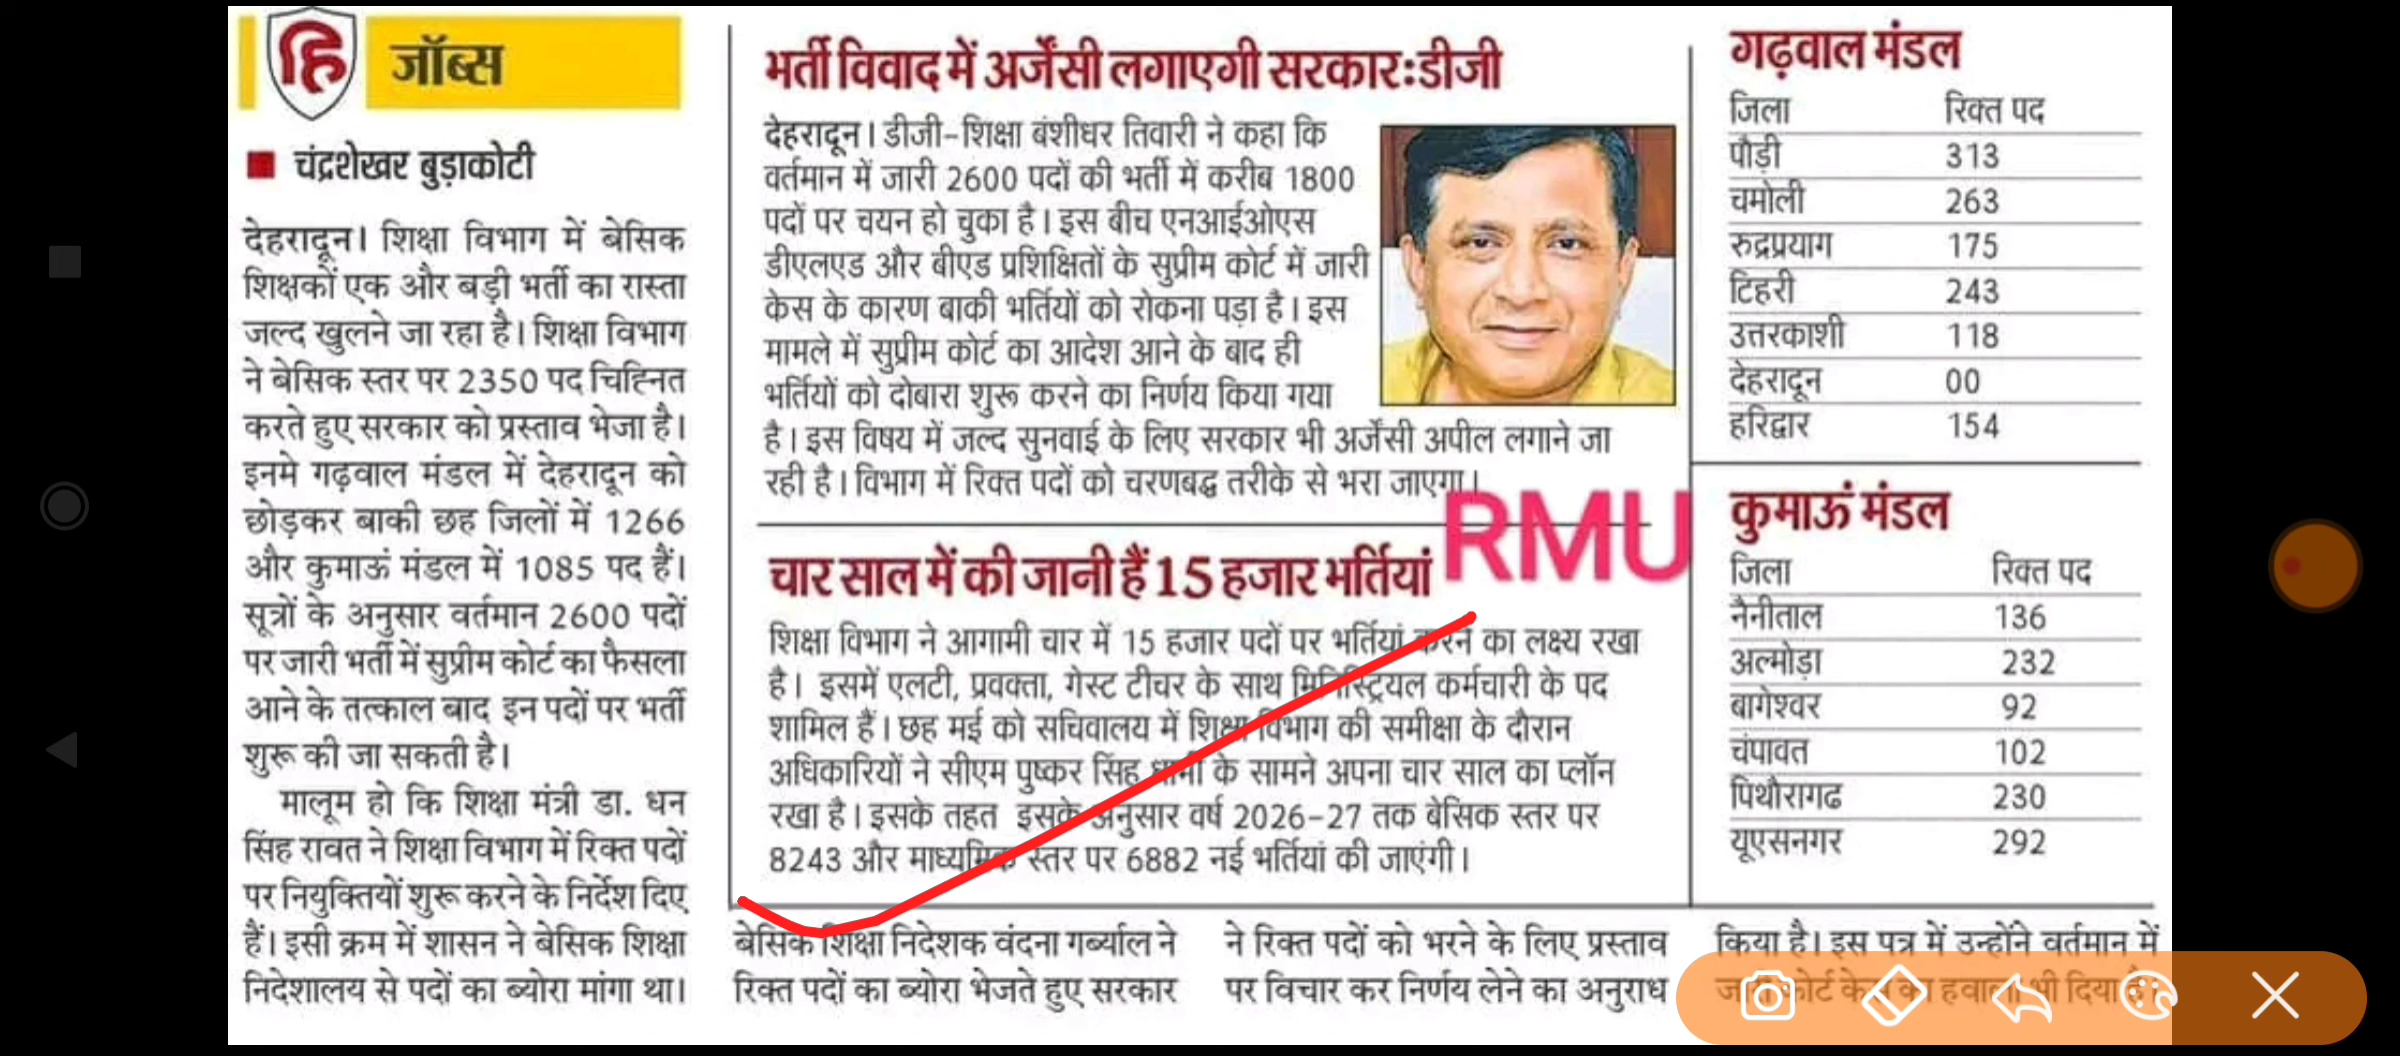 हि
जॉब्स
चंद्रशेखर बुड़ाकोटी
देहरादून। शिक्षा विभाग में बेसिक
शिक्षकों एक और बड़ी भर्ती का रास्ता
जल्द खुलने जा रहा है। शिक्षा विभाग
ने बेसिक स्तर पर 2350 पद चिह्नित
करते हुए सरकार को प्रस्ताव भेजा है।
इनमे गढ़वाल मंडल में देहरादून को
छोड़कर बाकी छह जिलों में 1266
और कुमाऊं मंडल में 1085 पद हैं।
सूत्रों के अनुसार वर्तमान 2600 पदों
पर जारी भर्ती में सुप्रीम कोर्ट का फैसला
आने के तत्काल बाद इन पदों पर भर्ती
शुरू की जा सकती है।
मालूम हो कि शिक्षा मंत्री डा. धन
सिंह रावत ने शिक्षा विभाग में रिक्त पदों
पर नियुक्तियों शुरू करने के निर्देश दिए
हैं। इसी क्रम में शासन ने बेसिक शिक्षा
निदेशालय से पदों का ब्योरा मांगा था।
भर्ती विवाद में अर्जेंसी लगाएगी सरकार:डीजी
देहरादून। डीजी-शिक्षा बंशीधर तिवारी ने कहा कि
वर्तमान में जारी 2600 पदों की भर्ती में करीब 1800
पदों पर चयन हो चुका है। इस बीच एनआईओएस
डीएलएड और बीएड प्रशिक्षितों के सुप्रीम कोर्ट में जारी
केस के कारण बाकी भर्तियों को रोकना पड़ा है। इस
मामले में सुप्रीम कोर्ट का आदेश आने के बाद ही
भर्तियों को दोबारा शुरू करने का निर्णय किया गया
है। इस विषय में जल्द सुनवाई के लिए सरकार भी अर्जेंसी अपील लगाने जा
रही है। विभाग में रिक्त पदों को चरणबद्ध तरीके से भरा जाएगा।
RMU
चार साल में की जानी हैं 15 हजार भर्तियां
शिक्षा विभाग ने आगामी चार में 15 हजार पदों पर भर्तियां करने का लक्ष्य रखा
है। इसमें एलटी, प्रवक्ता, गेस्ट टीचर के साथ मिनिस्ट्रियल कर्मचारी के पद
शामिल हैं। छह मई को सचिवालय में शिक्षा विभाग की समीक्षा के दौरान
अधिकारियों ने सीएम पुष्कर सिंह धामी के सामने अपना चार साल का प्लॉन
रखा है। इसके तहत इसके अनुसार वर्ष 2026-27 तक बेसिक स्तर पर
8243 और माध्यमिक स्तर पर 6882 नई भर्तियां की जाएंगी।
बेसिक शिक्षा निदेशक वंदना गर्ब्याल ने
रिक्त पदों का ब्योरा भेजते हुए सरकार
ने रिक्त पदों को भरने के लिए प्रस्ताव
पर विचार कर निर्णय लेने का अनुराध
किया है। इस पत्र में उन्होंने वर्तमान में
जारी कोर्ट केस का हवाला भी दिया है।
गढ़वाल मंडल
जिला रिक्त पद
पौड़ी 313
चमोली 263
रुद्रप्रयाग 175
टिहरी 243
उत्तरकाशी 118
देहरादून 00
हरिद्वार 154
कुमाऊं मंडल
जिला रिक्त पद
नैनीताल 136
अल्मोड़ा 232
बागेश्वर 92
चंपावत 102
पिथौरागढ 230
यूएसनगर 292